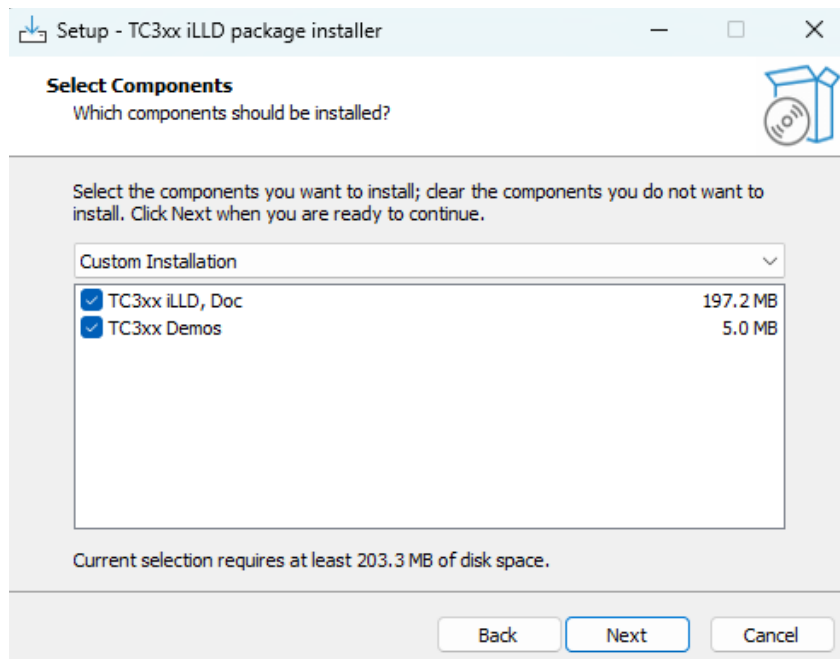 Setup - TC3xx iLLD package installer
Select Components
Which components should be installed?
Select the components you want to install; clear the components you do not want to
install. Click Next when you are ready to continue.
Custom Installation
TC3xx iLLD, Doc 197.2 MB
TC3xx Demos 5.0 MB
Current selection requires at least 203.3 MB of disk space.
Back Next Cancel